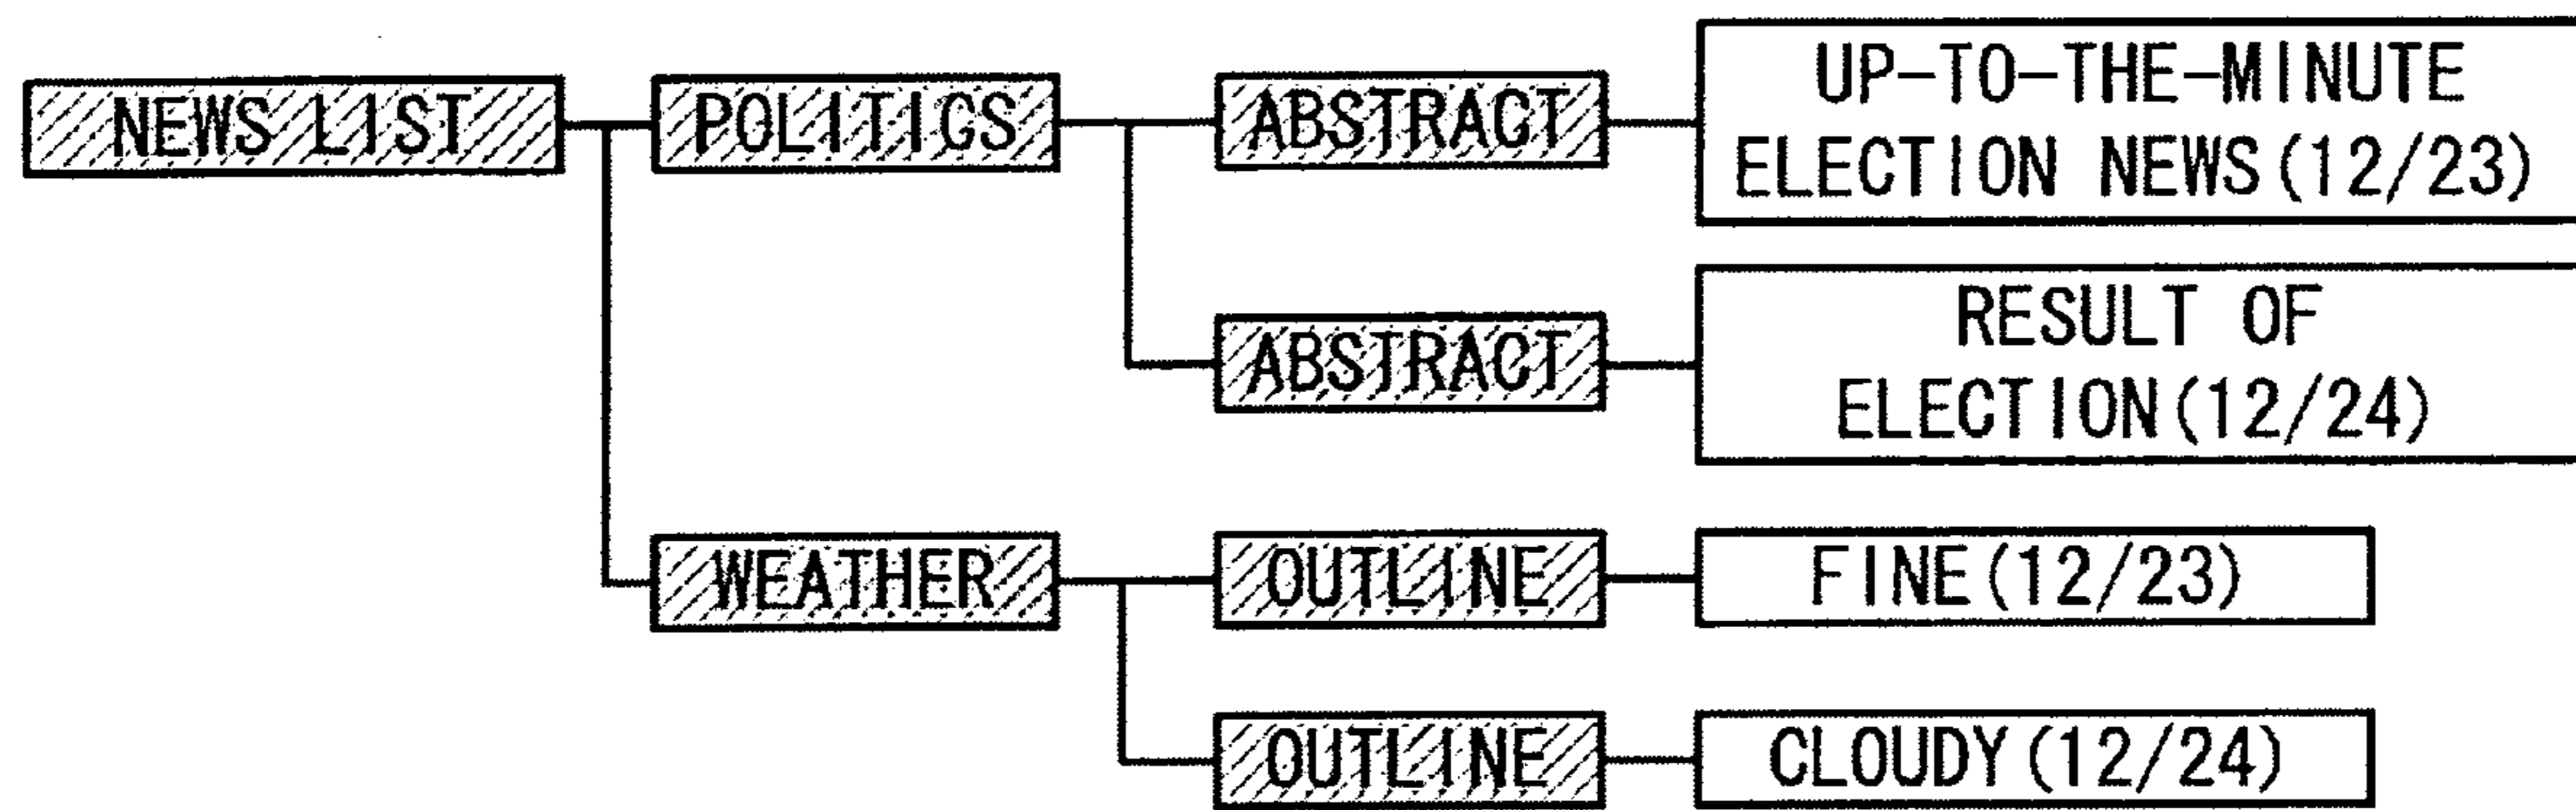 NEWS LIST
POLITICS
ABSTRACT
UP-TO-THE-MINUTE
ELECTION NEWS(12/23)
ABSTRACT
RESULT OF
ELECTION(12/24)
WEATHER
OUTLINE
FINE(12/23)
OUTLINE
CLOUDY(12/24)